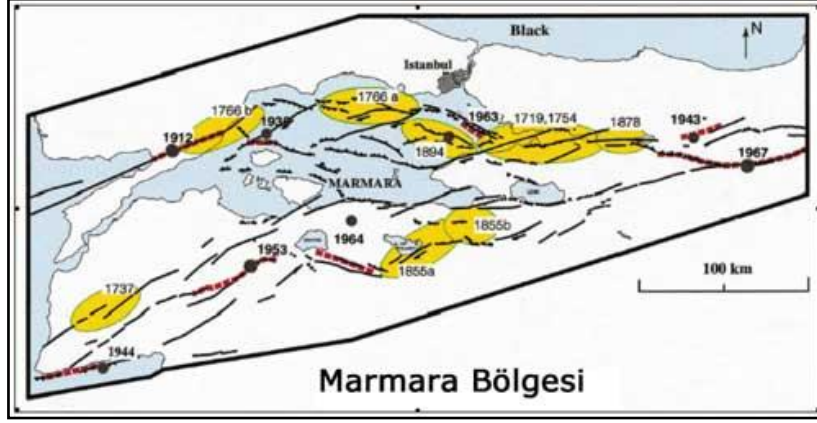 Black
N
Istanbul
1766 b
1766 a
1963
1719,1754
1878
1943
1912
1967
1894
MARMARA
1964
1855b
1953
1855a
1737
1944
100 km
Marmara Bölgesi